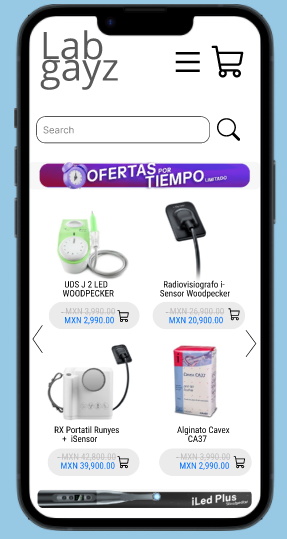 Lab
gayz
Search
OFERTAS POR
TIEMPO LIMITADO
UDS J 2 LED
WOODPECKER
MXN 3,990.00
MXN 2,990.00
Radiovisiografo i-
Sensor Woodpecker
MXN 26,900.00
MXN 20,900.00
RX Portatil Runyes
+ iSensor
MXN 42,800.00
MXN 39,900.00
Cavex CA37
Alginato Cavex
CA37
MXN 3,990.00
MXN 2,990.00
iLed Plus